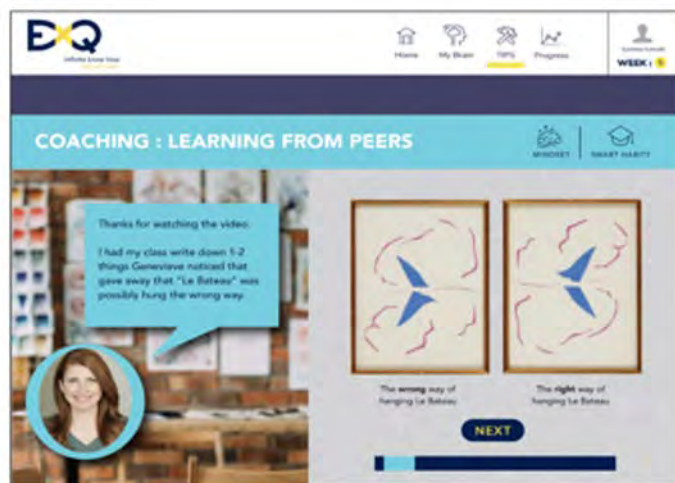 EXQ
Home
My Brain
TIPS
Progress
WEEK :
COACHING : LEARNING FROM PEERS
MINDSET
SMART HABITS
Thanks for watching the video.
I had my class write down 1-2
things Genevieve noticed that
gave away that "Le Bateau" was
possibly hung the wrong way.
The wrong way of
hanging Le Bateau
The right way of
hanging Le Bateau
NEXT